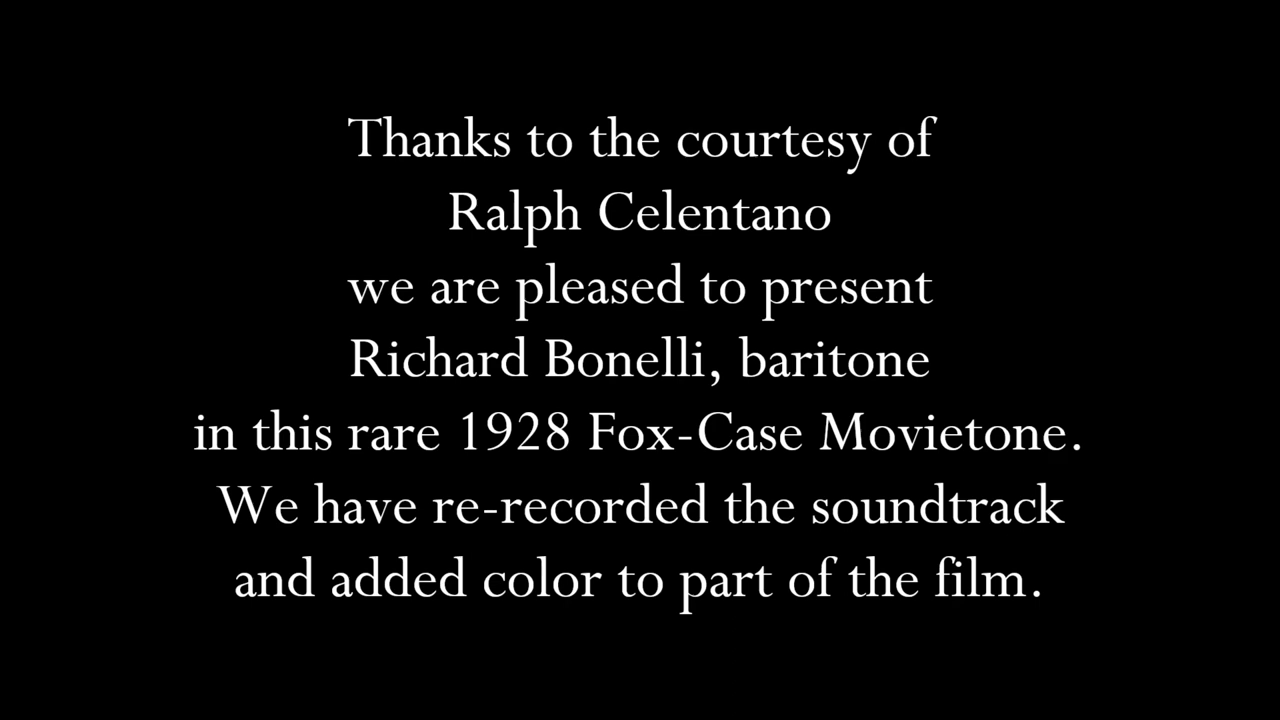 Thanks to the courtesy of
Ralph Celentano
we are pleased to present
Richard Bonelli, baritone
in this rare 1928 Fox-Case Movietone.
We have re-recorded the soundtrack
and added color to part of the film.